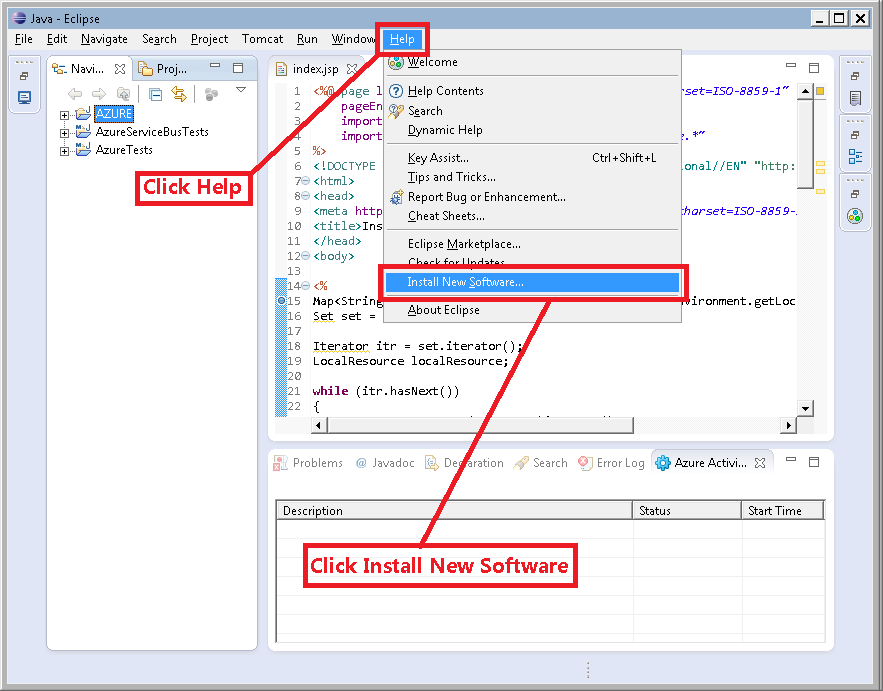 Java - Eclipse
File Edit Navigate Search Project Tomcat Run Window Help
Navi... Proj... index.jsp
AZURE
AzureServiceBusTests
AzureTests
Click Help
Welcome
Help Contents
Search
Dynamic Help
Key Assist... Ctrl+Shift+L
Tips and Tricks...
Report Bug or Enhancement...
Cheat Sheets...
Eclipse Marketplace...
Check for Updates
Install New Software...
About Eclipse
1 <%@ page l rset=ISO-8859-1"
2 pageEn
3 import
4 import e.*"
5 %>
6 <!DOCTYPE ional//EN" "http:
7 <html>
8 <head>
9 <meta http charset=ISO-8859-
10 <title>Ins
11 </head>
12 <body>
13
14 <%
15 Map<String vironment.getLoc
16 Set set =
17
18 Iterator itr = set.iterator();
19 LocalResource localResource;
20
21 while (itr.hasNext())
22 {
Problems Javadoc Declaration Search Error Log Azure Activi...
Description Status Start Time
Click Install New Software